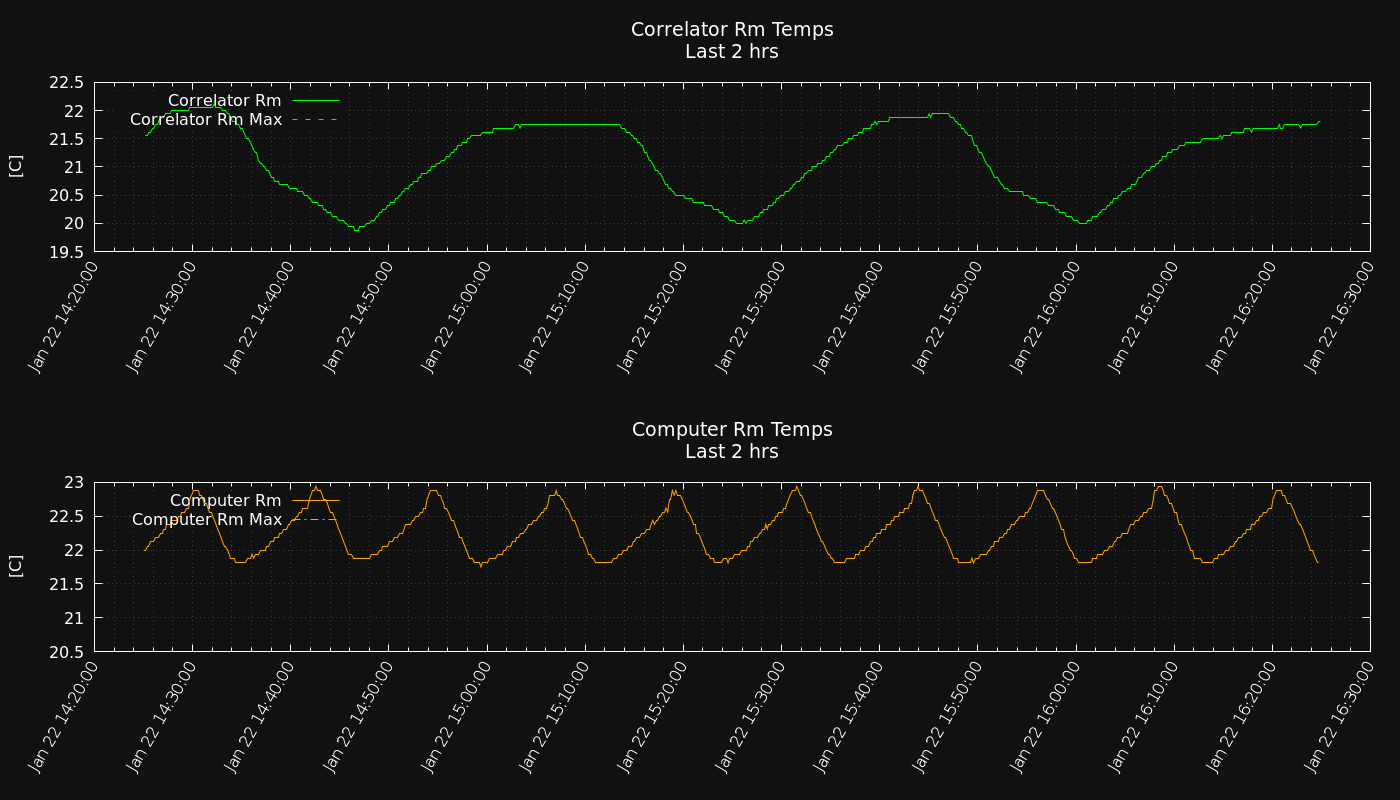 Correlator Rm Temps
Last 2 hrs
22.5
22
21.5
21
20.5
20
19.5
[C]
Correlator Rm
Correlator Rm Max
Jan 22 14:20:00
Jan 22 14:30:00
Jan 22 14:40:00
Jan 22 14:50:00
Jan 22 15:00:00
Jan 22 15:10:00
Jan 22 15:20:00
Jan 22 15:30:00
Jan 22 15:40:00
Jan 22 15:50:00
Jan 22 16:00:00
Jan 22 16:10:00
Jan 22 16:20:00
Jan 22 16:30:00
Computer Rm Temps
Last 2 hrs
23
22.5
22
21.5
21
20.5
[C]
Computer Rm
Computer Rm Max
Jan 22 14:20:00
Jan 22 14:30:00
Jan 22 14:40:00
Jan 22 14:50:00
Jan 22 15:00:00
Jan 22 15:10:00
Jan 22 15:20:00
Jan 22 15:30:00
Jan 22 15:40:00
Jan 22 15:50:00
Jan 22 16:00:00
Jan 22 16:10:00
Jan 22 16:20:00
Jan 22 16:30:00